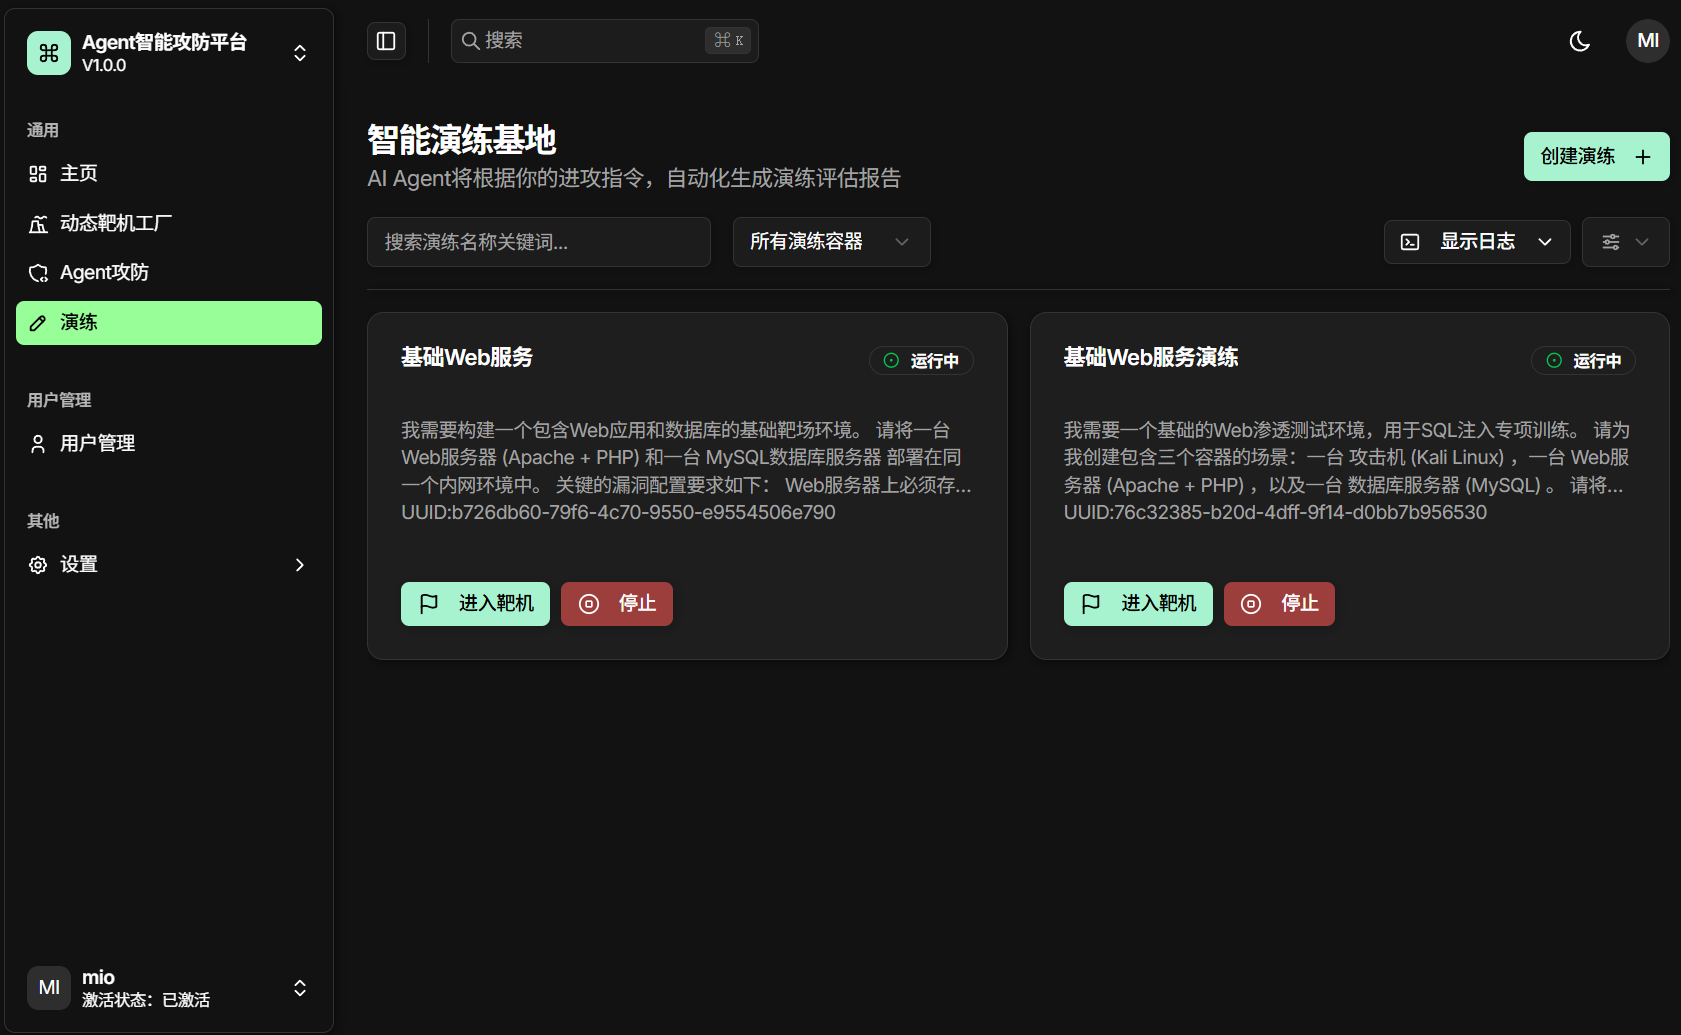 Agent智能攻防平台
V1.0.0
通用
主页
动态靶机工厂
Agent攻防
演练
用户管理
用户管理
其他
设置
MI
mio
激活状态：已激活
搜索
⌘ K
MI
智能演练基地
AI Agent将根据你的进攻指令，自动化生成演练评估报告
创建演练
搜索演练名称关键词...
所有演练容器
显示日志
基础Web服务
运行中
我需要构建一个包含Web应用和数据库的基础靶场环境。 请将一台
Web服务器 (Apache + PHP) 和一台 MySQL数据库服务器 部署在同
一个内网环境中。 关键的漏洞配置要求如下： Web服务器上必须存...
UUID:b726db60-79f6-4c70-9550-e9554506e790
进入靶机
停止
基础Web服务演练
运行中
我需要一个基础的Web渗透测试环境，用于SQL注入专项训练。 请为
我创建包含三个容器的场景：一台 攻击机 (Kali Linux) ，一台 Web服
务器 (Apache + PHP) ，以及一台 数据库服务器 (MySQL) 。 请将...
UUID:76c32385-b20d-4dff-9f14-d0bb7b956530
进入靶机
停止